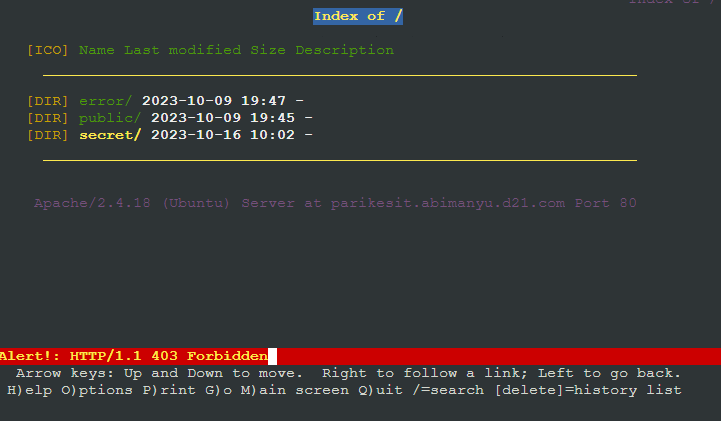 Index of /
Index of /
[ICO] Name Last modified Size Description
[DIR] error/ 2023-10-09 19:47 -
[DIR] public/ 2023-10-09 19:45 -
[DIR] secret/ 2023-10-16 10:02 -
Apache/2.4.18 (Ubuntu) Server at parikesit.abimanyu.d21.com Port 80
Alert!: HTTP/1.1 403 Forbidden
Arrow keys: Up and Down to move. Right to follow a link; Left to go back.
H)elp O)ptions P)rint G)o M)ain screen Q)uit /=search [delete]=history list